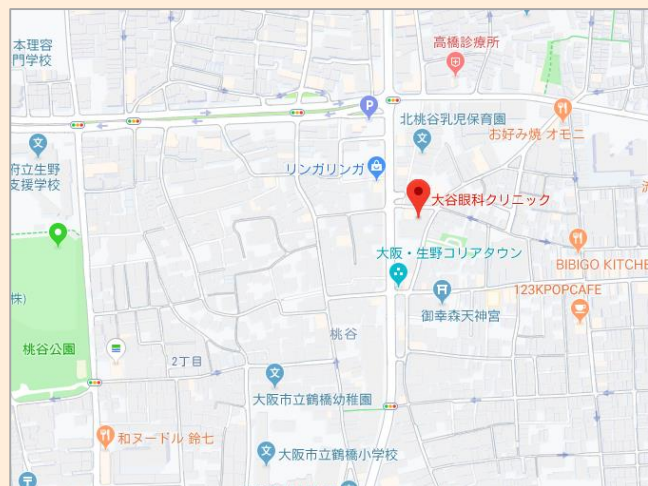 本理容
門学校
高橋診療所
P
北桃谷乳児保育園
お好み焼 オモニ
文
府立生野
支援学校
文
リンガリンガ
大谷眼科クリニック
大阪・生野コリアタウン
BIBIGO KITCHE
123KPOPCAFE
御幸森天神宮
株)
桃谷公園
桃谷
2丁目
文
大阪市立鶴橋幼稚園
和ヌードル 鈴七
文
大阪市立鶴橋小学校